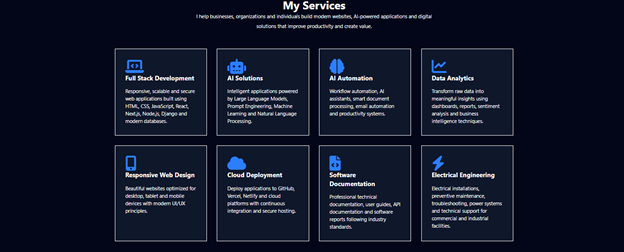 My Services
I help businesses, organizations and individuals build modern websites, AI-powered applications and digital
solutions that improve productivity and create value.
Full Stack Development
Responsive, scalable and secure
web applications built using
HTML, CSS, JavaScript, React,
Next.js, Node.js, Django and
modern databases.
AI Solutions
Intelligent applications powered
by Large Language Models,
Prompt Engineering, Machine
Learning and Natural Language
Processing.
AI Automation
Workflow automation, AI
assistants, smart document
processing, email automation
and productivity systems.
Data Analytics
Transform raw data into
meaningful insights using
dashboards, reports, sentiment
analysis and business
intelligence techniques.
Responsive Web Design
Beautiful websites optimized for
desktop, tablet and mobile
devices with modern UI/UX
principles.
Cloud Deployment
Deploy applications to GitHub,
Vercel, Netlify and cloud
platforms with continuous
integration and secure hosting.
Software
Documentation
Professional technical
documentation, user guides, API
documentation and software
reports following industry
standards.
Electrical Engineering
Electrical installations,
preventive maintenance,
troubleshooting, power systems
and technical support for
commercial and industrial
facilities.